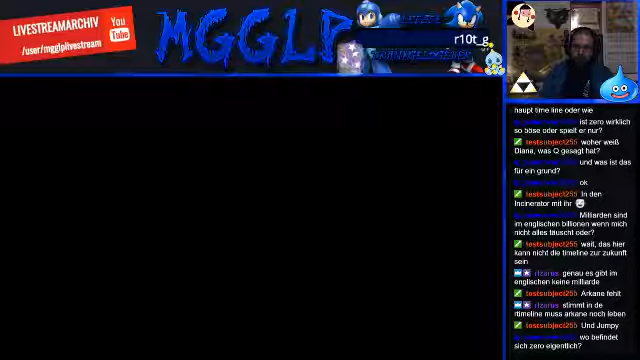 LIVESTREAMARCHIV
You
Tube
/user/mgglplivestream
MGGLP
r10t_g
haupt time line oder wie
ist zero wirklich
so böse oder spielt er nur?
testsubject255: woher weiß
Diana, was Q gesagt hat?
und was ist das
für ein grund?
ok
testsubject255: In den
Incinerator mit ihr
Milliarden sind
im englischen billionen wenn mich
nicht alles täuscht oder?
testsubject255: wait, das hier
kann nicht die timeline zur zukunft
sein
rIzarus: genau es gibt im
englischen keine milliarde
testsubject255: Arkane fehlt
rIzarus: stimmt in de
rtimeline muss arkane noch leben
testsubject255: Und Jumpy
wo befindet
sich zero eigentlich?